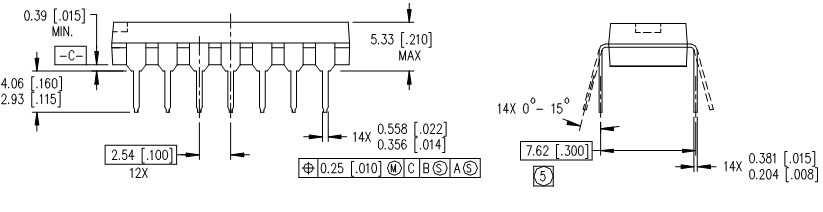 0.39 [.015]
MIN.
-C-
4.06 [.160]
2.93 [.115]
5.33 [.210]
MAX
2.54 [.100]
12X
14X 0.558 [.022]
0.356 [.014]
⌖ 0.25 [.010] Ⓜ C BⓈ AⓈ
14X 0°- 15°
7.62 [.300]
5
14X 0.381 [.015]
0.204 [.008]